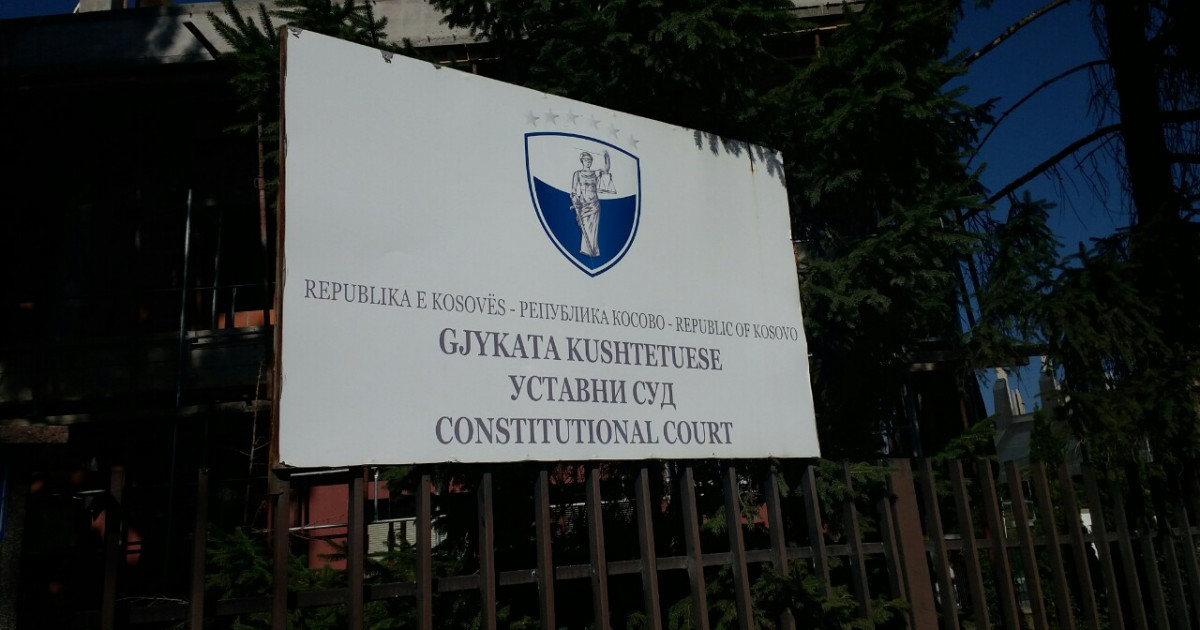 REPUBLIKA E KOSOVËS - РЕПУБЛИКА КОСОВО - REPUBLIC OF KOSOVO
GJYKATA KUSHTETUESE
УСТАВНИ СУД
CONSTITUTIONAL COURT